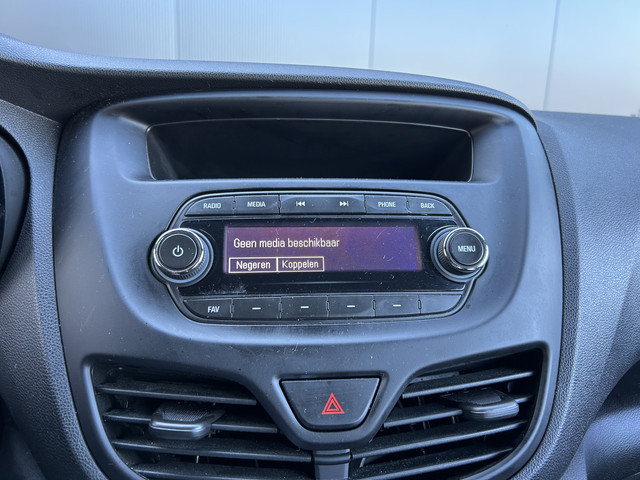 RADIO MEDIA PHONE BACK
Geen media beschikbaar
Negeren Koppelen
MENU
FAV